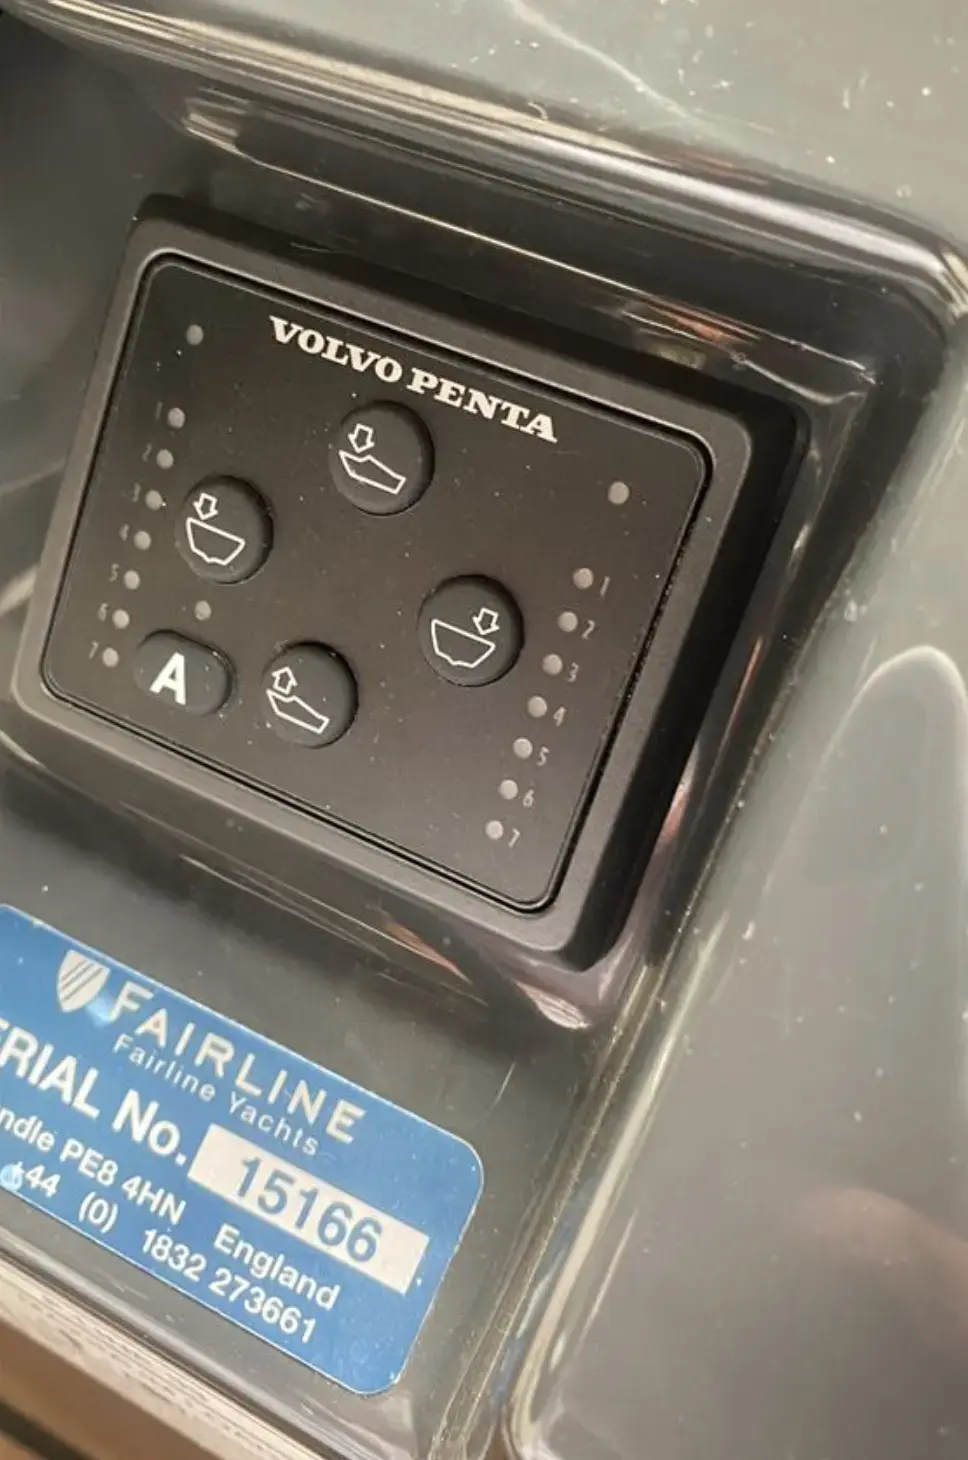 VOLVO PENTA
1
2
3
4
5
6
7
A
1
2
3
4
5
6
7
FAIRLINE
Fairline Yachts
ERIAL No. 15166
ndle PE8 4HN England
+44 (0) 1832 273661